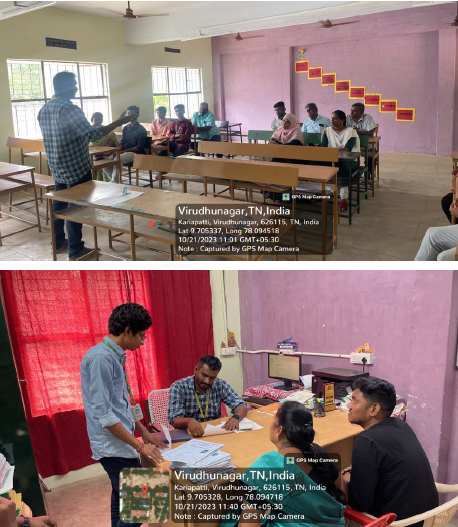 GPS Map Camera
Virudhunagar,TN,India
Kariapatti, Virudhunagar, 626115, TN, India
Lat 9.705337, Long 78.094518
10/21/2023 11:01 GMT+05:30
Note : Captured by GPS Map Camera
GPS Map Camera
Virudhunagar,TN,India
Kariapatti, Virudhunagar, 626115, TN, India
Lat 9.705328, Long 78.094718
10/21/2023 11:40 GMT+05:30
Note : Captured by GPS Map Camera